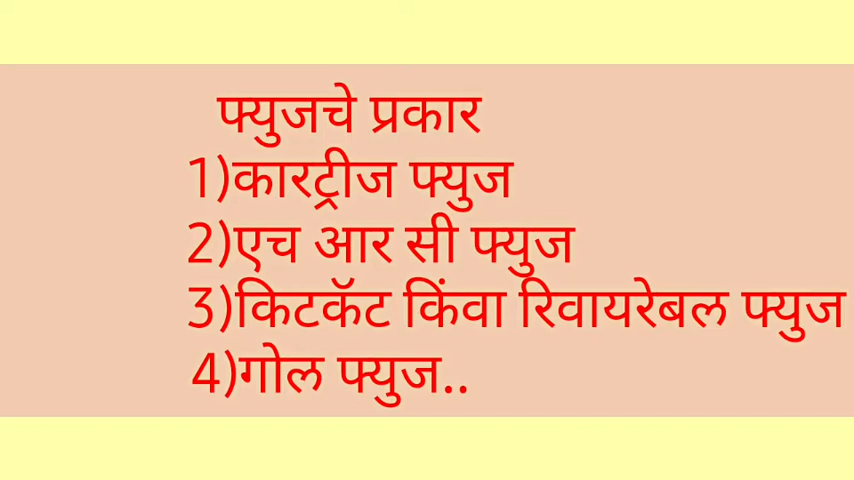 फ्युजचे प्रकार
1)कारट्रीज फ्युज
2)एच आर सी फ्युज
3)किटकॅट किंवा रिवायरेबल फ्युज
4)गोल फ्युज..